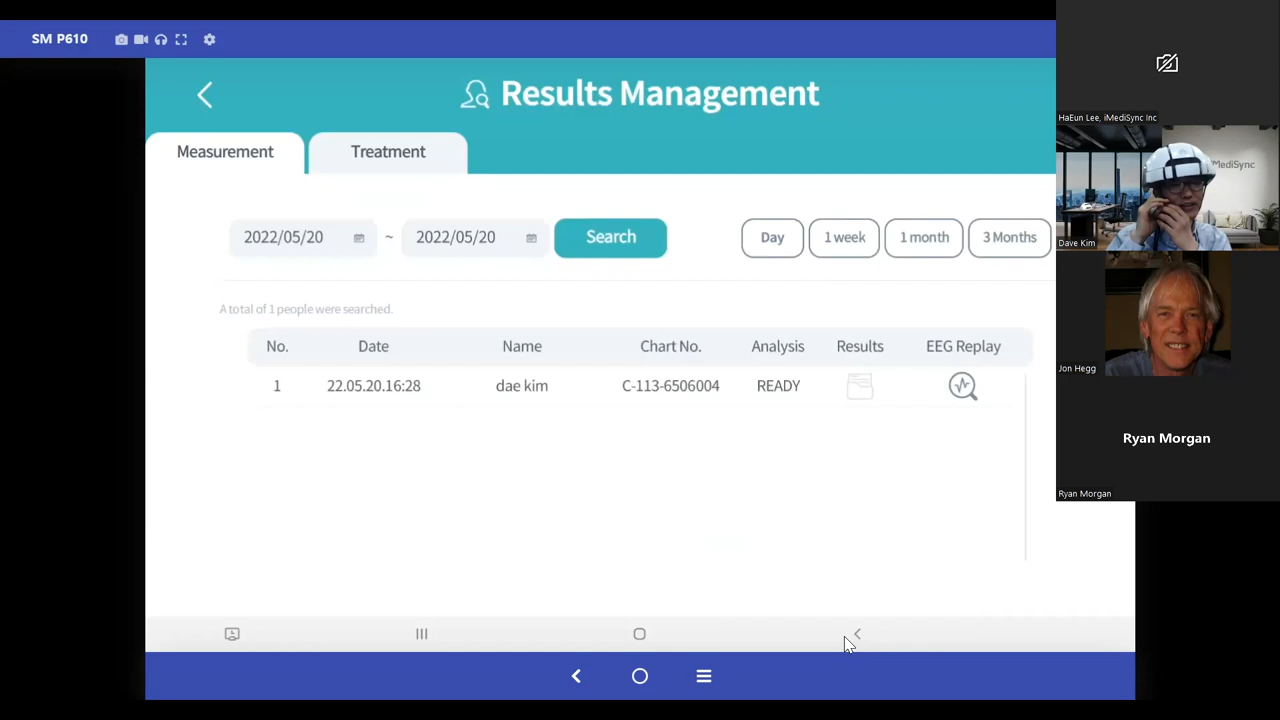 SM P610
Results Management
Measurement
Treatment
2022/05/20 ~ 2022/05/20 Search Day 1 week 1 month 3 Months
A total of 1 people were searched.
No. Date Name Chart No. Analysis Results EEG Replay
1 22.05.20.16:28 dae kim C-113-6506004 READY
HaEun Lee, iMediSync Inc
MediSync
Dave Kim
Jon Hegg
Ryan Morgan
Ryan Morgan